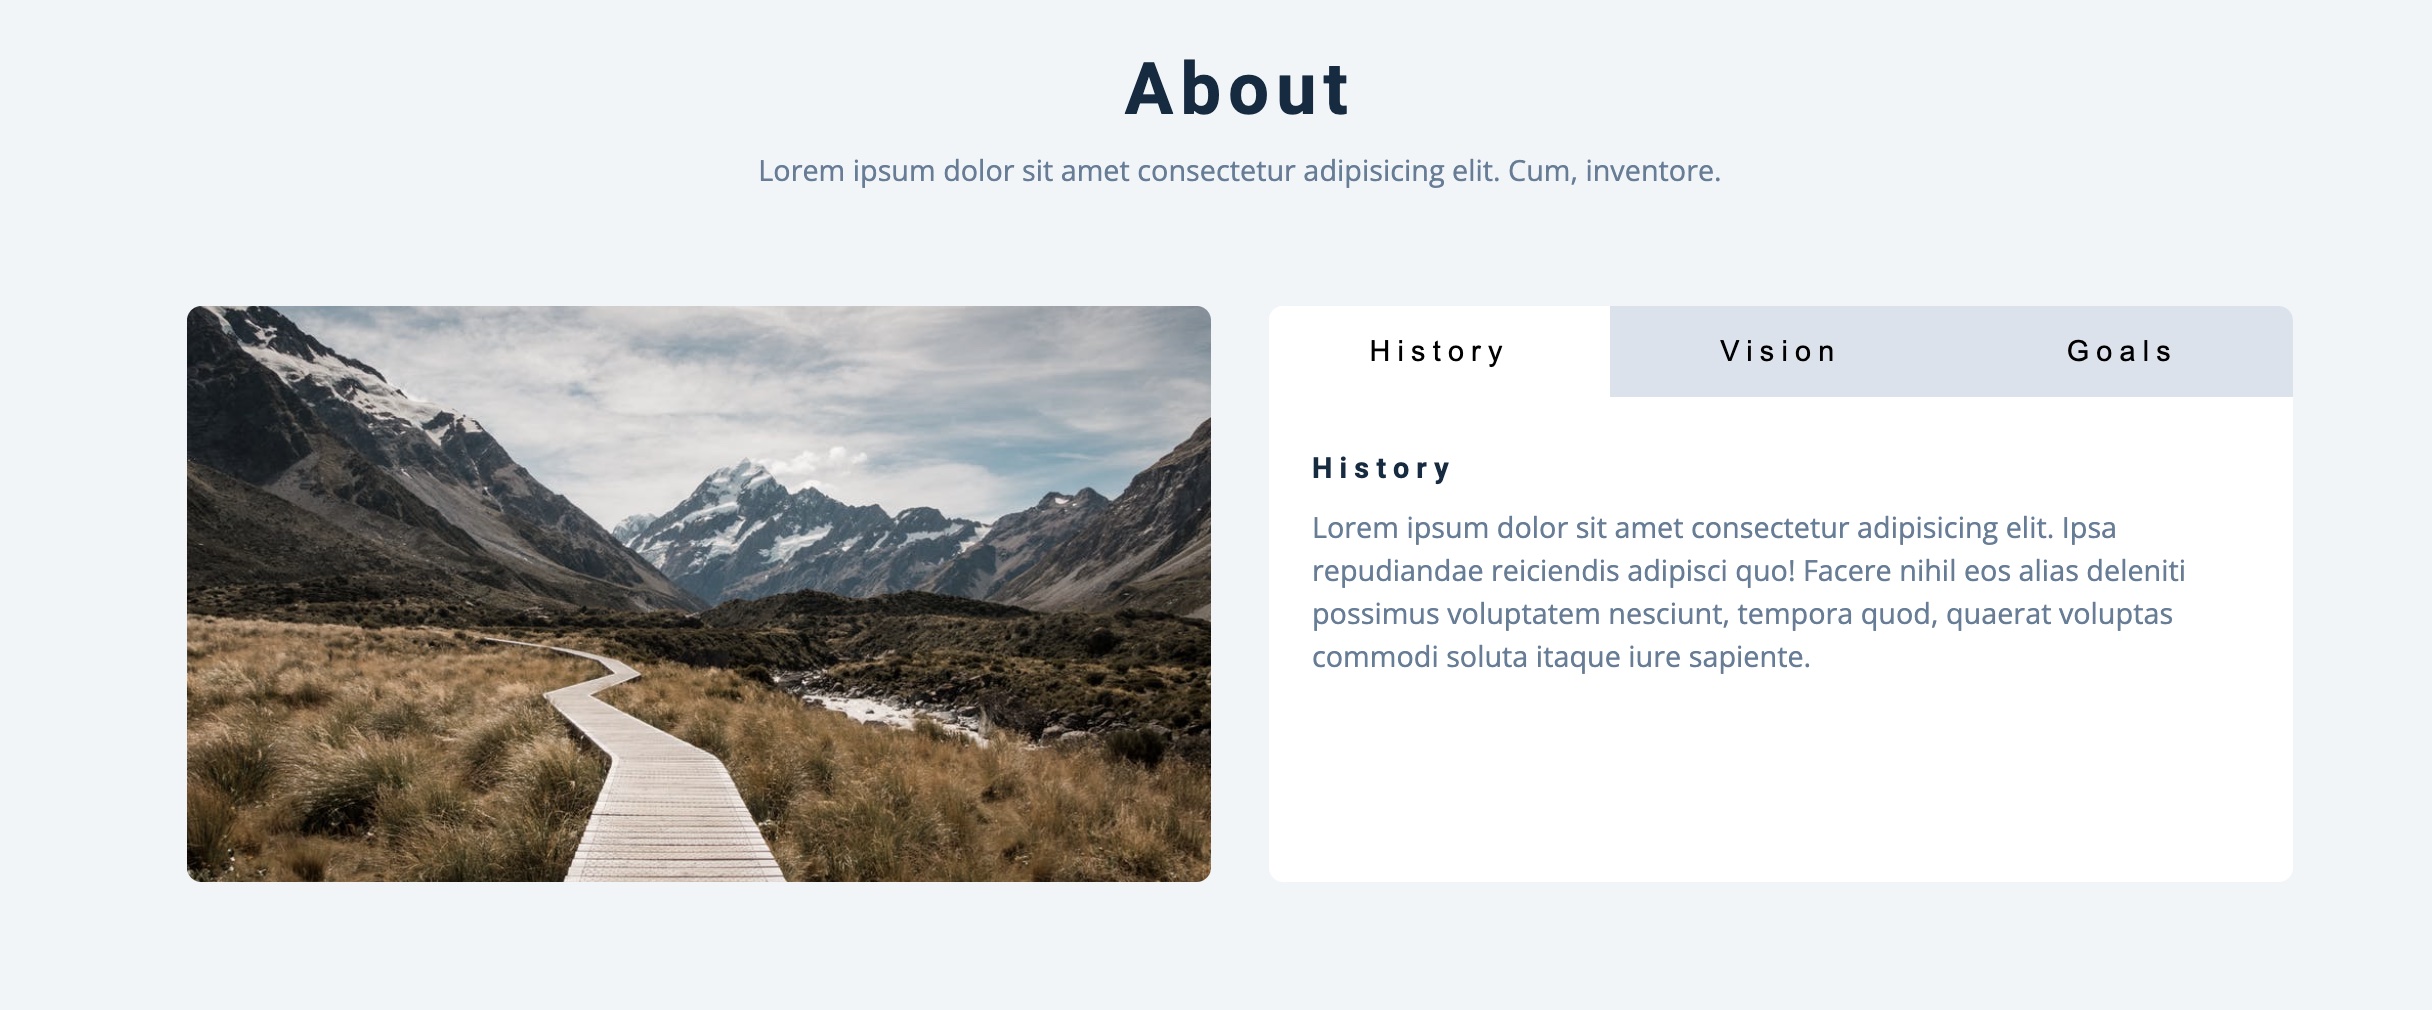 About
Lorem ipsum dolor sit amet consectetur adipisicing elit. Cum, inventore.
History
Vision
Goals
History
Lorem ipsum dolor sit amet consectetur adipisicing elit. Ipsa
repudiandae reiciendis adipisci quo! Facere nihil eos alias deleniti
possimus voluptatem nesciunt, tempora quod, quaerat voluptas
commodi soluta itaque iure sapiente.